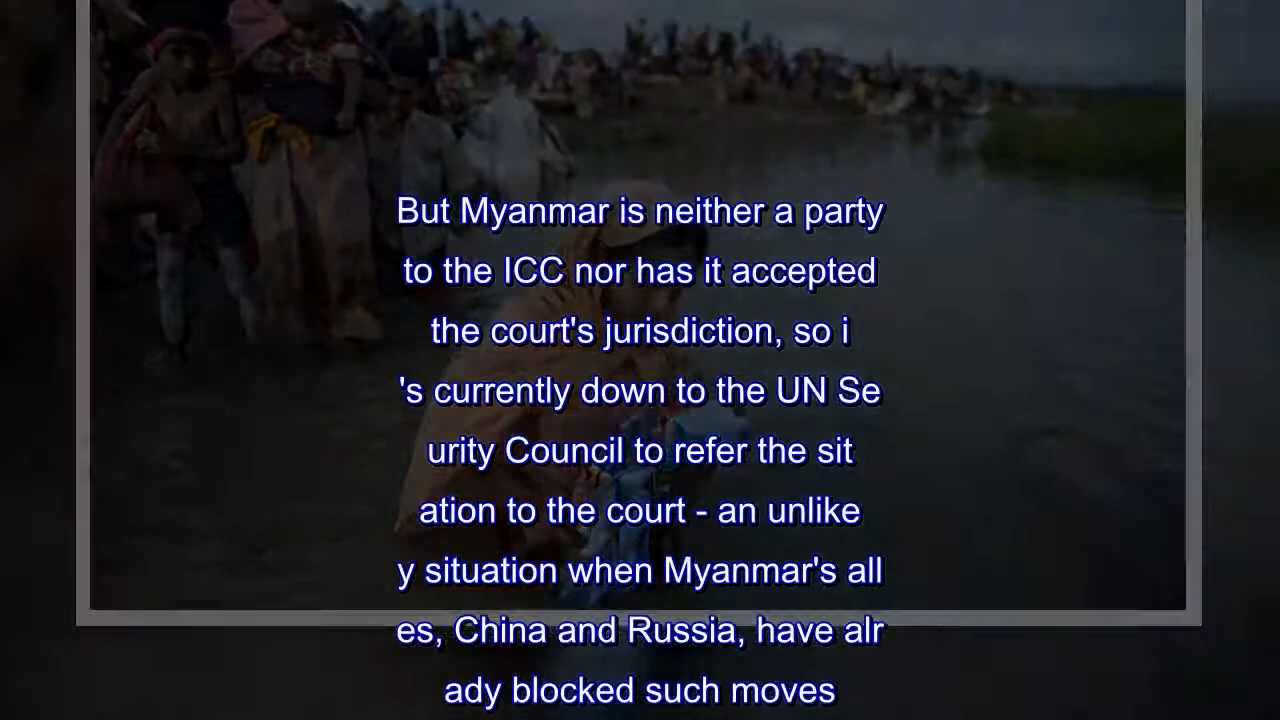 But Myanmar is neither a party
to the ICC nor has it accepted
the court's jurisdiction, so i
's currently down to the UN Se
urity Council to refer the sit
ation to the court - an unlike
y situation when Myanmar's all
es, China and Russia, have alr
ady blocked such moves